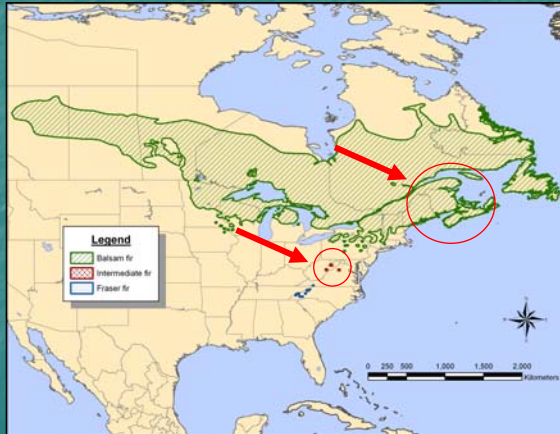 Legend
Balsam fir
Intermediate fir
Fraser fir
0 250 500 1,000 1,500 2,000
Kilometers